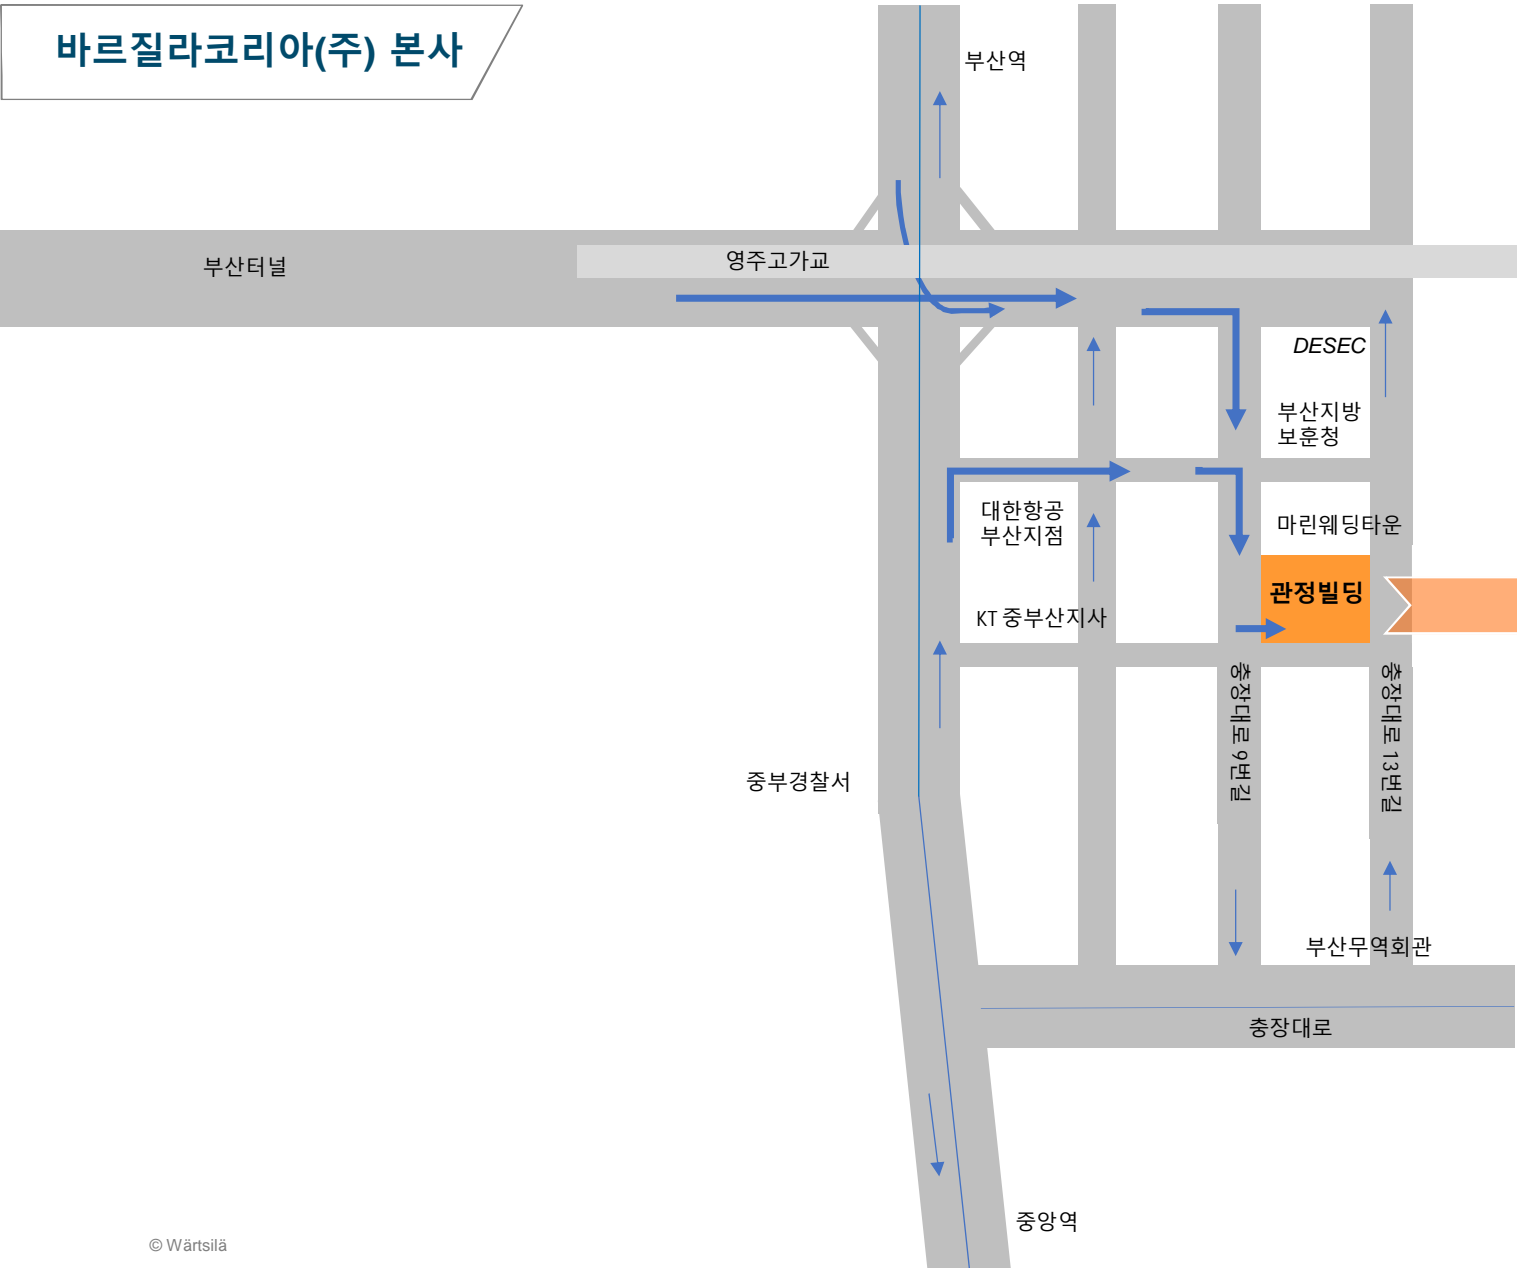 바르질라코리아(주) 본사
부산역
부산터널
영주고가교
DESEC
부산지방
보훈청
대한항공
부산지점
마린웨딩타운
관정빌딩
KT 중부산지사
충장대로 9번길
충장대로 13번길
중부경찰서
부산무역회관
충장대로
중앙역
© Wärtsilä